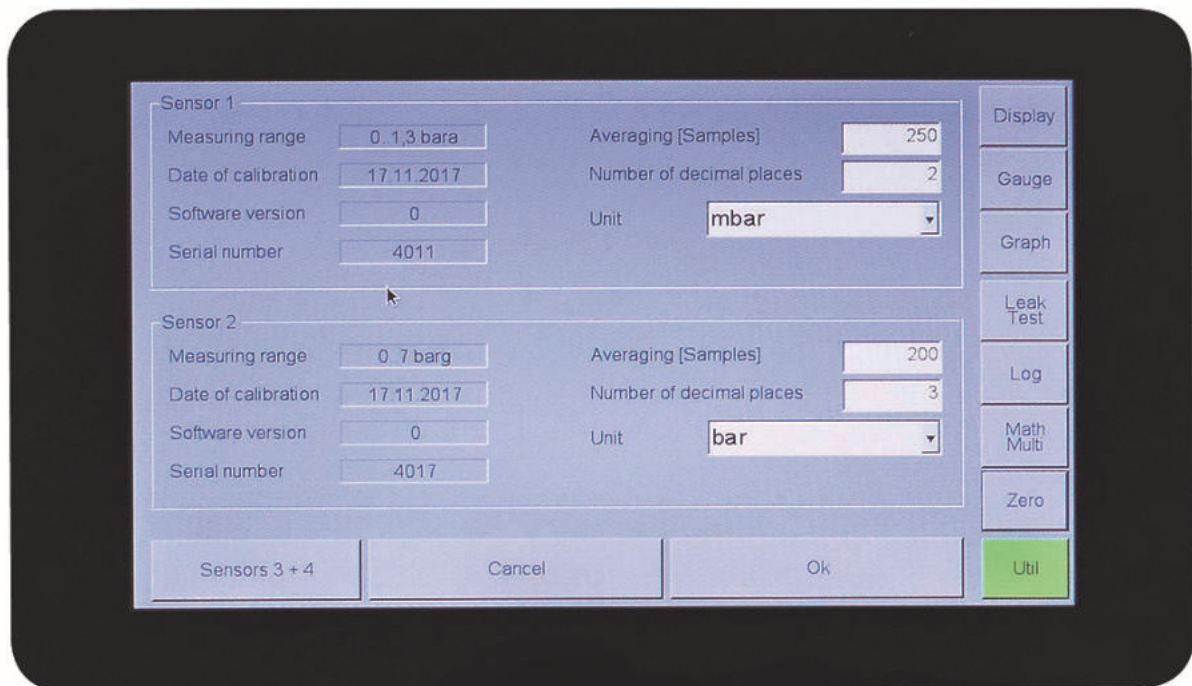 Sensor 1
Measuring range 0..1,3 bara Averaging [Samples] 250
Date of calibration 17.11.2017 Number of decimal places 2
Software version 0 Unit mbar
Serial number 4011
Sensor 2
Measuring range 0..7 barg Averaging [Samples] 200
Date of calibration 17.11.2017 Number of decimal places 3
Software version 0 Unit bar
Serial number 4017
Sensors 3 + 4 Cancel Ok
Display
Gauge
Graph
Leak
Test
Log
Math
Multi
Zero
Util